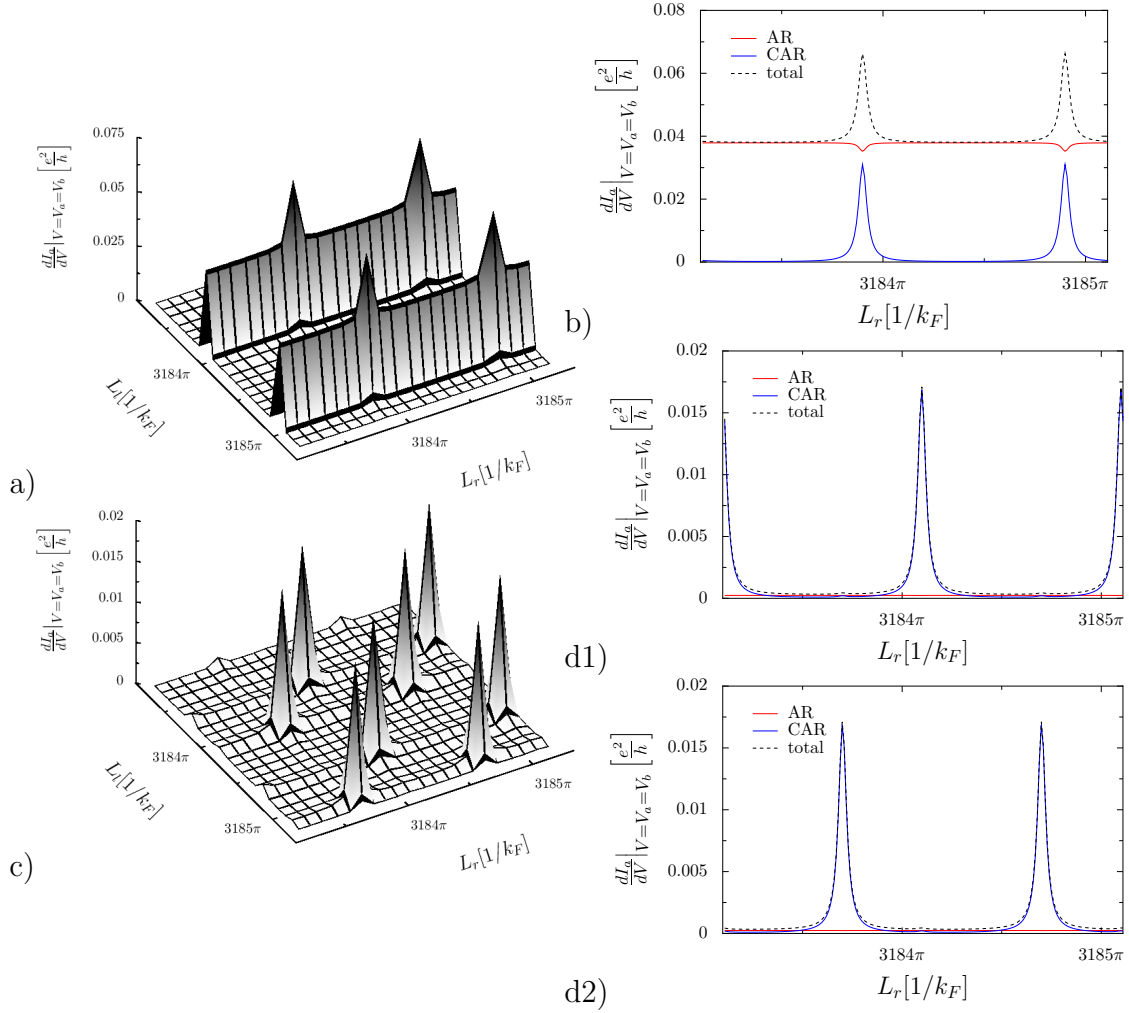 a)
dI_a/dV|_{V=V_a=V_b} [e^2/h]
0.075
0.05
0.025
0
3184π
3185π
L_l[1/k_F]
3184π
3185π
L_r[1/k_F]
b)
dI_a/dV|_{V=V_a=V_b} [e^2/h]
0.08
0.06
0.04
0.02
0
AR
CAR
total
3184π
3185π
L_r[1/k_F]
c)
dI_a/dV|_{V=V_a=V_b} [e^2/h]
0.02
0.015
0.01
0.005
0
3184π
3185π
L_l[1/k_F]
3184π
3185π
L_r[1/k_F]
d1)
dI_a/dV|_{V=V_a=V_b} [e^2/h]
0.02
0.015
0.01
0.005
0
AR
CAR
total
3184π
3185π
L_r[1/k_F]
d2)
dI_a/dV|_{V=V_a=V_b} [e^2/h]
0.02
0.015
0.01
0.005
0
AR
CAR
total
3184π
3185π
L_r[1/k_F]